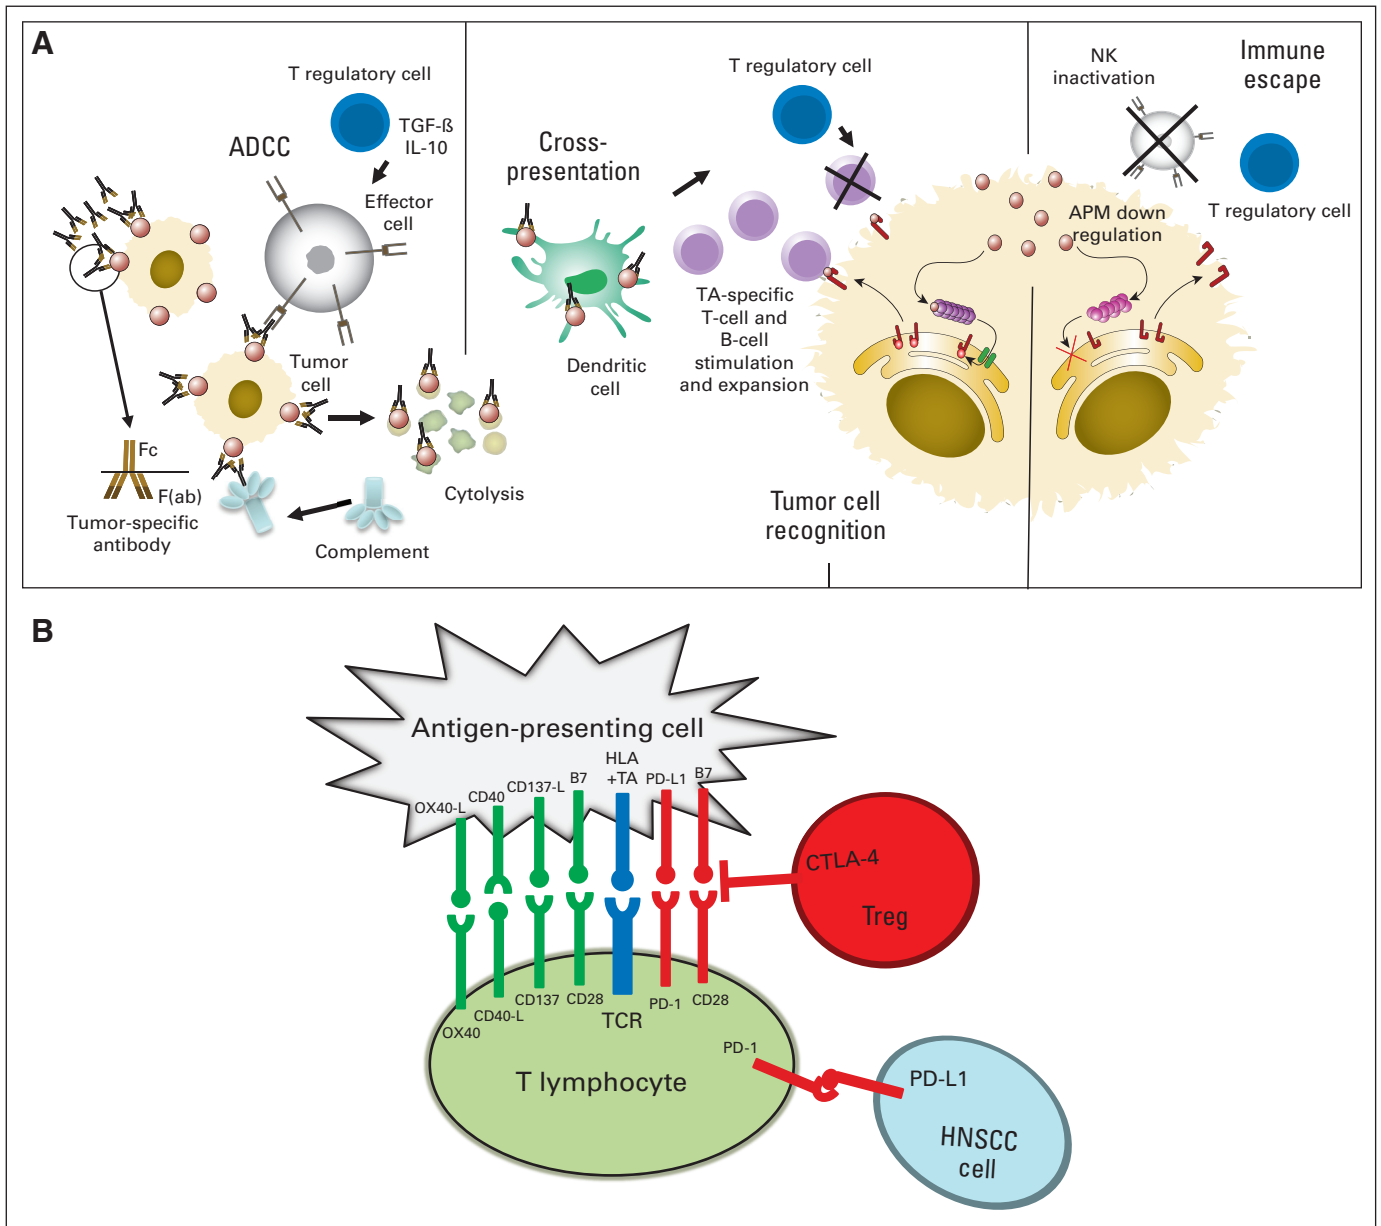 A
T regulatory cell
TGF-ß
IL-10
ADCC
Effector
cell
Tumor
cell
Fc
F(ab)
Tumor-specific
antibody
Complement
Cytolysis
Cross-
presentation
Dendritic
cell
T regulatory cell
TA-specific
T-cell and
B-cell
stimulation
and expansion
Tumor cell
recognition
NK
inactivation
Immune
escape
T regulatory cell
APM down
regulation
B
Antigen-presenting cell
OX40-L
CD40
CD137-L
B7
HLA
+TA
PD-L1
B7
CTLA-4
Treg
OX40
CD40-L
CD137
CD28
TCR
PD-1
CD28
PD-1
T lymphocyte
PD-L1
HNSCC
cell